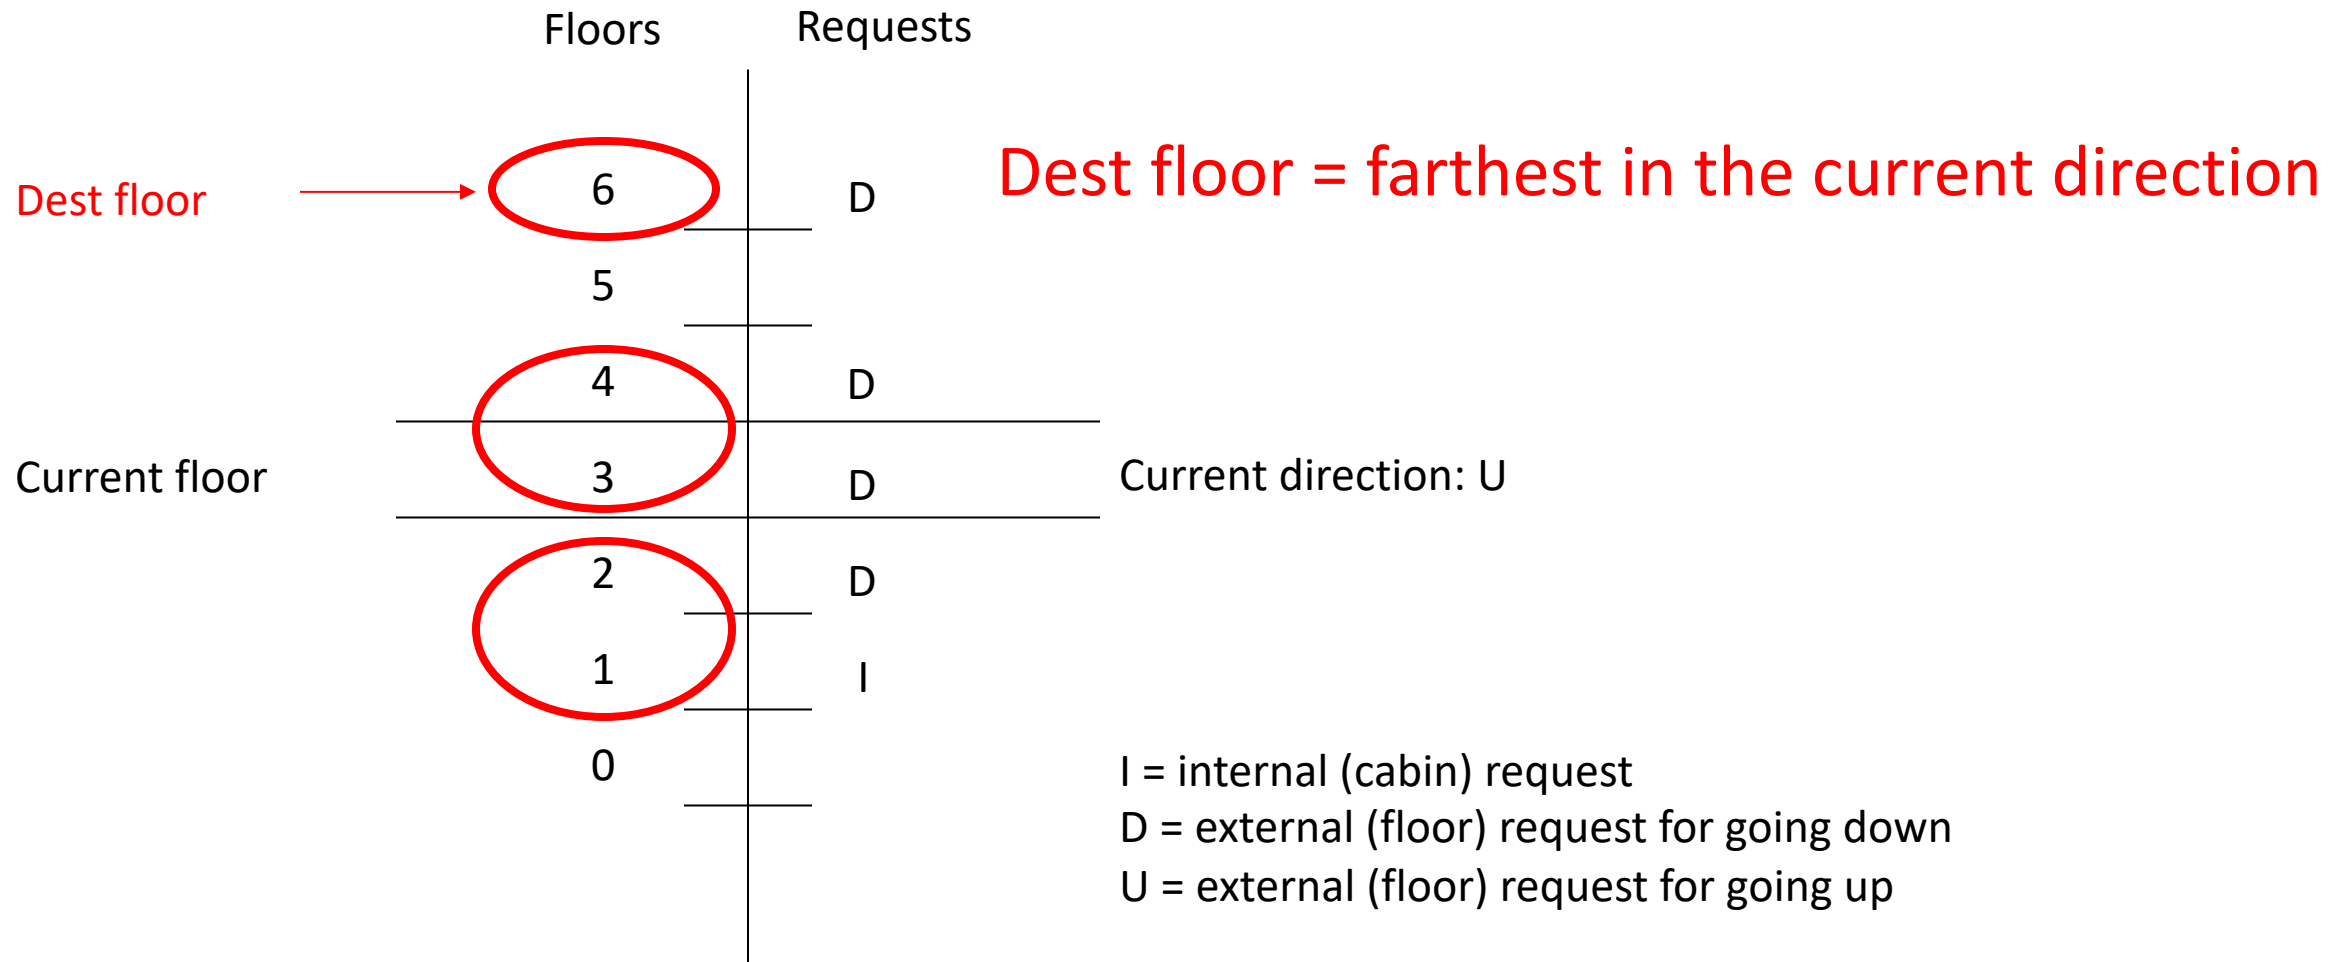 Floors Requests
Dest floor 6 D Dest floor = farthest in the current direction
5
4 D
Current floor 3 D Current direction: U
2 D
1 I
0
I = internal (cabin) request
D = external (floor) request for going down
U = external (floor) request for going up